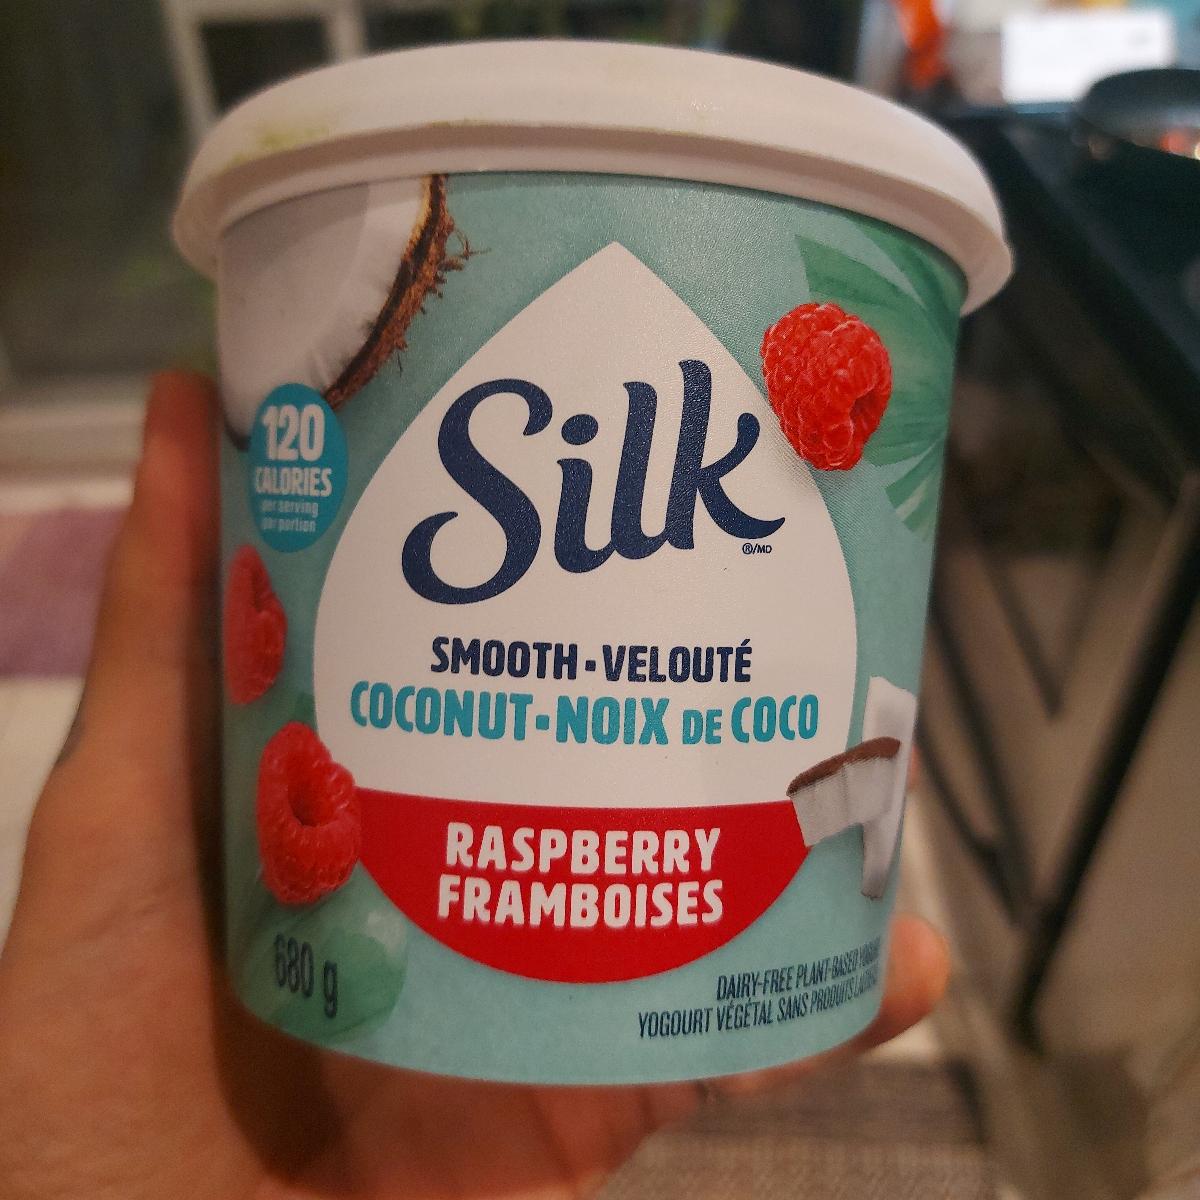 120
CALORIES
per serving
par portion
Silk
®/MD
SMOOTH • VELOUTÉ
COCONUT • NOIX DE COCO
RASPBERRY
FRAMBOISES
680 g
DAIRY-FREE PLANT-BASED
YOGOURT VÉGÉTAL SANS PRODUITS